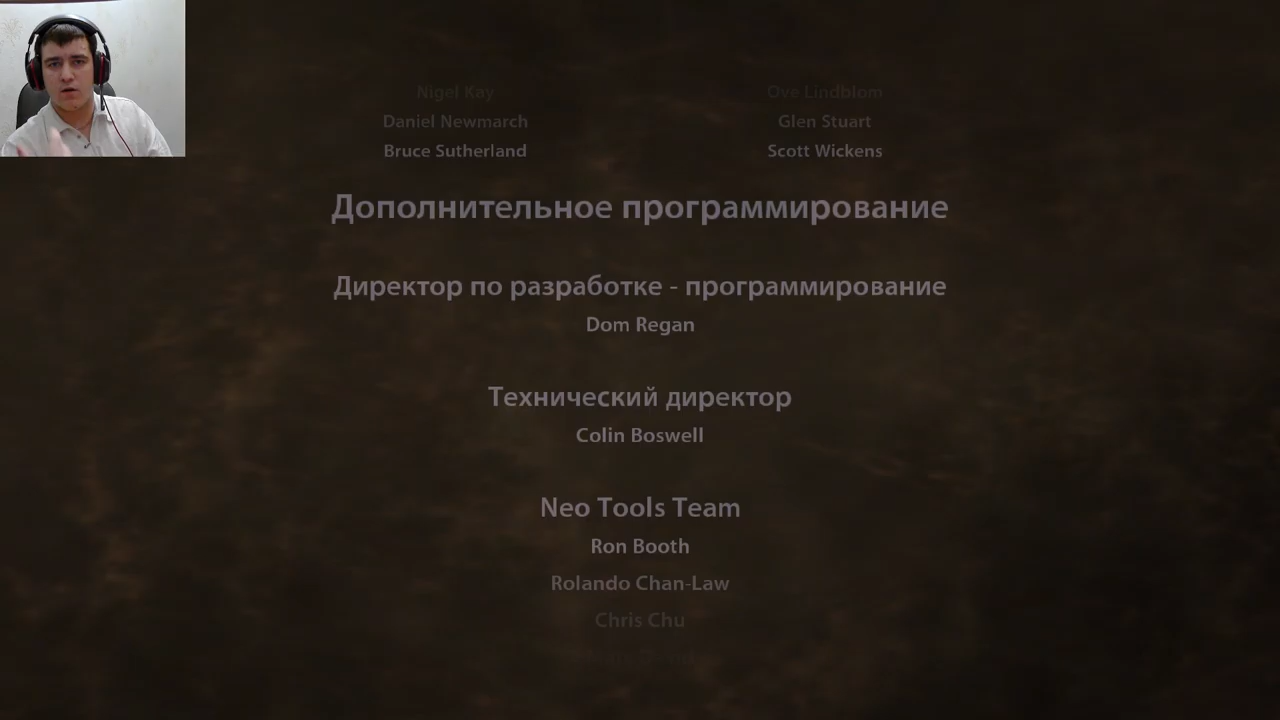 Nigel Kay Ove Lindblom
Daniel Newmarch Glen Stuart
Bruce Sutherland Scott Wickens
Дополнительное программирование
Директор по разработке - программирование
Dom Regan
Технический директор
Colin Boswell
Neo Tools Team
Ron Booth
Rolando Chan-Law
Chris Chu